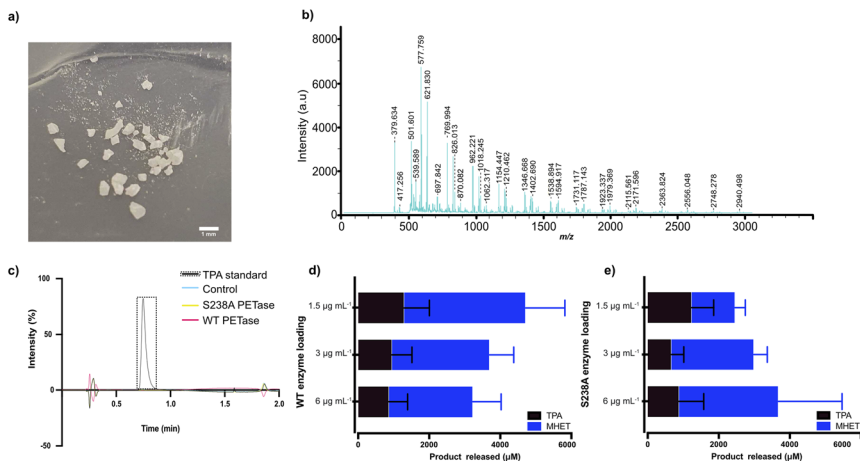 a)
1 mm
b)
Intensity (a.u)
8000
6000
4000
2000
0
379.634
417.256
501.601
539.589
577.759
621.830
697.842
769.994
826.013
870.082
962.221
1018.245
1062.317
1154.447
1210.462
1346.668
1402.690
1538.894
1594.917
1731.117
1787.143
1923.337
1979.369
2115.561
2171.596
2363.824
2556.048
2748.278
2940.498
0 500 1000 1500 2000 2500 3000
m/z
c)
Intensity (%)
100
50
0
-50
0.5 1.0 1.5 2.0
Time (min)
TPA standard
Control
S238A PETase
WT PETase
d)
WT enzyme loading
1.5 µg mL-1
3 µg mL-1
6 µg mL-1
TPA
MHET
0 2000 4000 6000
Product released (µM)
e)
S238A enzyme loading
1.5 µg mL-1
3 µg mL-1
6 µg mL-1
TPA
MHET
0 2000 4000 6000
Product released (µM)